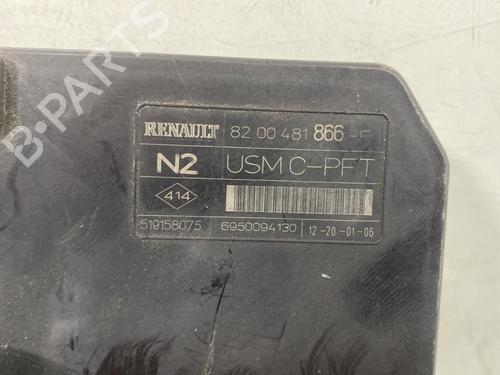 RENAULT 82 00 481 866-F
N2 USM C-PFT
414
519158075 6950094130 12-20-01-06
B-PARTS